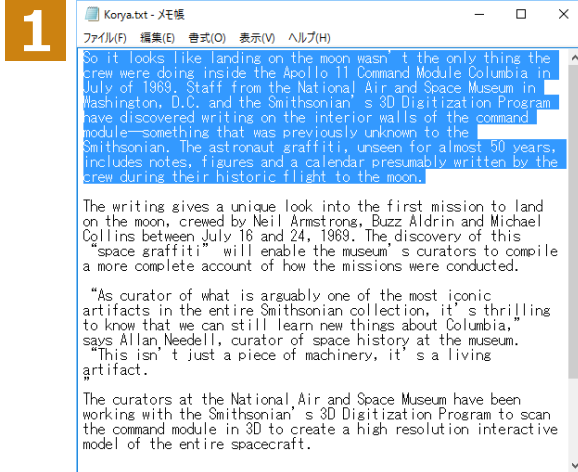 1
Korya.txt - メモ帳
ファイル(F) 編集(E) 書式(O) 表示(V) ヘルプ(H)
So it looks like landing on the moon wasn’t the only thing the
crew were doing inside the Apollo 11 Command Module Columbia in
July of 1969. Staff from the National Air and Space Museum in
Washington, D.C. and the Smithsonian’s 3D Digitization Program
have discovered writing on the interior walls of the command
module—something that was previously unknown to the
Smithsonian. The astronaut graffiti, unseen for almost 50 years,
includes notes, figures and a calendar presumably written by the
crew during their historic flight to the moon.
The writing gives a unique look into the first mission to land
on the moon, crewed by Neil Armstrong, Buzz Aldrin and Michael
Collins between July 16 and 24, 1969. The discovery of this
“space graffiti” will enable the museum’s curators to compile
a more complete account of how the missions were conducted.
“As curator of what is arguably one of the most iconic
artifacts in the entire Smithsonian collection, it’s thrilling
to know that we can still learn new things about Columbia,”
says Allan Needell, curator of space history at the museum.
“This isn’t just a piece of machinery, it’s a living
artifact.
”
The curators at the National Air and Space Museum have been
working with the Smithsonian’s 3D Digitization Program to scan
the command module in 3D to create a high resolution interactive
model of the entire spacecraft.